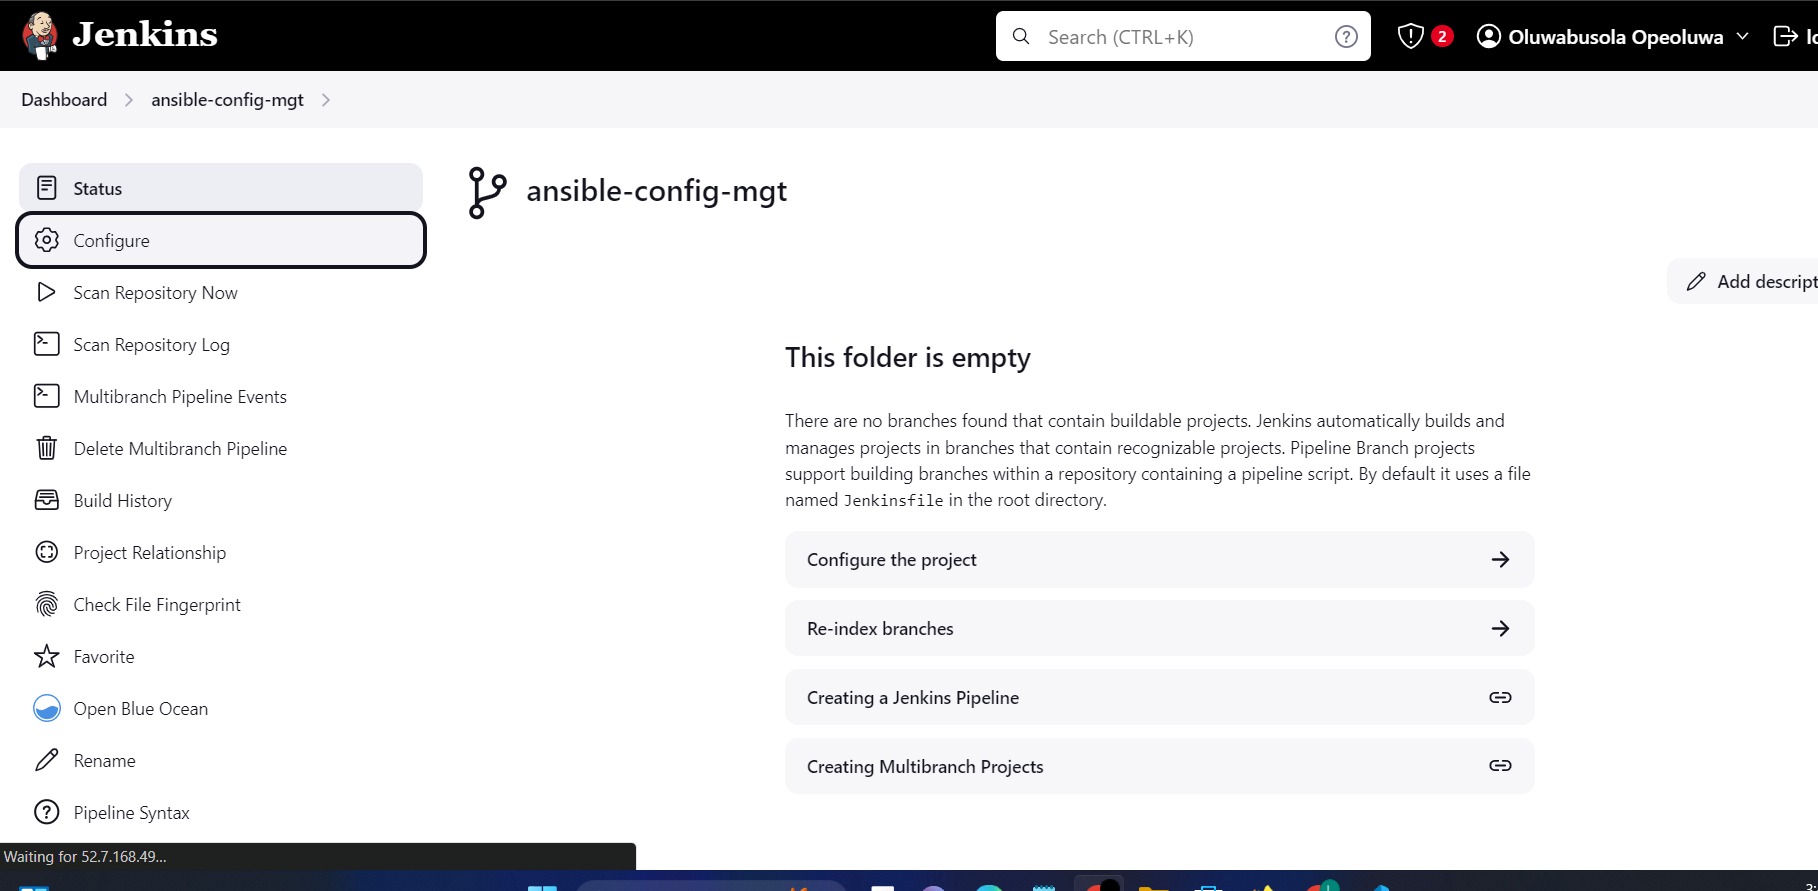 Jenkins
Search (CTRL+K)
2
Oluwabusola Opeoluwa
Dashboard
ansible-config-mgt
Status
Configure
Scan Repository Now
Scan Repository Log
Multibranch Pipeline Events
Delete Multibranch Pipeline
Build History
Project Relationship
Check File Fingerprint
Favorite
Open Blue Ocean
Rename
Pipeline Syntax
ansible-config-mgt
Add descript
This folder is empty
There are no branches found that contain buildable projects. Jenkins automatically builds and
manages projects in branches that contain recognizable projects. Pipeline Branch projects
support building branches within a repository containing a pipeline script. By default it uses a file
named Jenkinsfile in the root directory.
Configure the project
Re-index branches
Creating a Jenkins Pipeline
Creating Multibranch Projects
Waiting for 52.7.168.49...